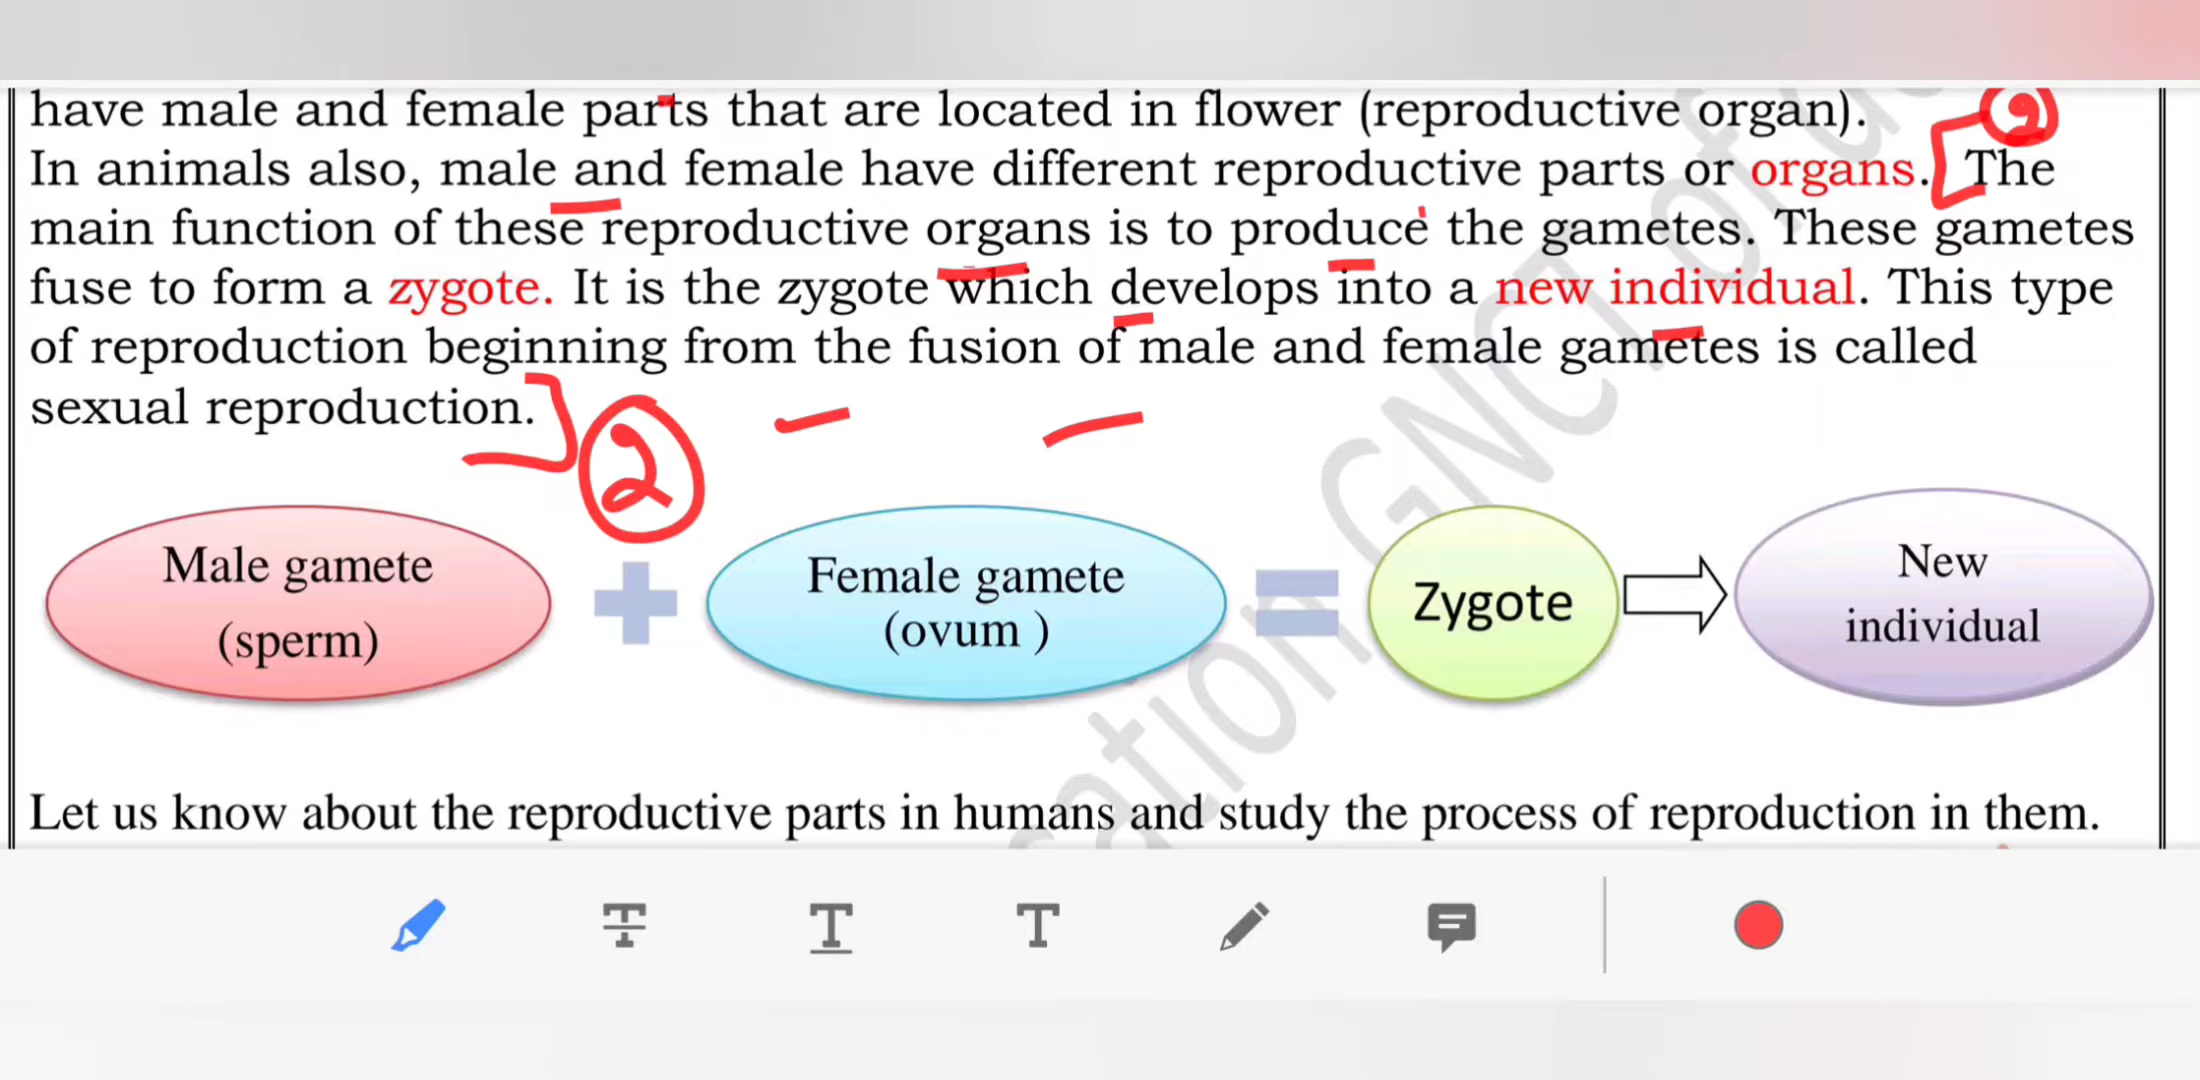 have male and female parts that are located in flower (reproductive organ).
2
In animals also, male and female have different reproductive parts or organs. The
main function of these reproductive organs is to produce the gametes. These gametes
fuse to form a zygote. It is the zygote which develops into a new individual. This type
of reproduction beginning from the fusion of male and female gametes is called
sexual reproduction.
2
Male gamete
(sperm)
Female gamete
(ovum )
Zygote
New
individual
Let us know about the reproductive parts in humans and study the process of reproduction in them.
GNCT of